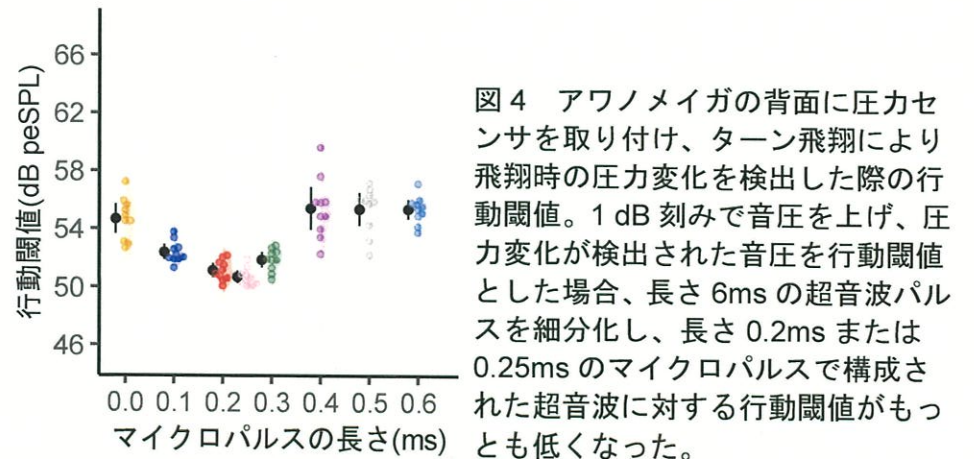 行動閾値(dB peSPL)
66
62
58
54
50
46
0.0 0.1 0.2 0.3 0.4 0.5 0.6
マイクロパルスの長さ(ms)
図4 アワノメイガの背面に圧力セ
ンサを取り付け、ターン飛翔により
飛翔時の圧力変化を検出した際の行
動閾値。1 dB 刻みで音圧を上げ、圧
力変化が検出された音圧を行動閾値
とした場合、長さ 6ms の超音波パル
スを細分化し、長さ 0.2ms または
0.25ms のマイクロパルスで構成さ
れた超音波に対する行動閾値がもっ
とも低くなった。